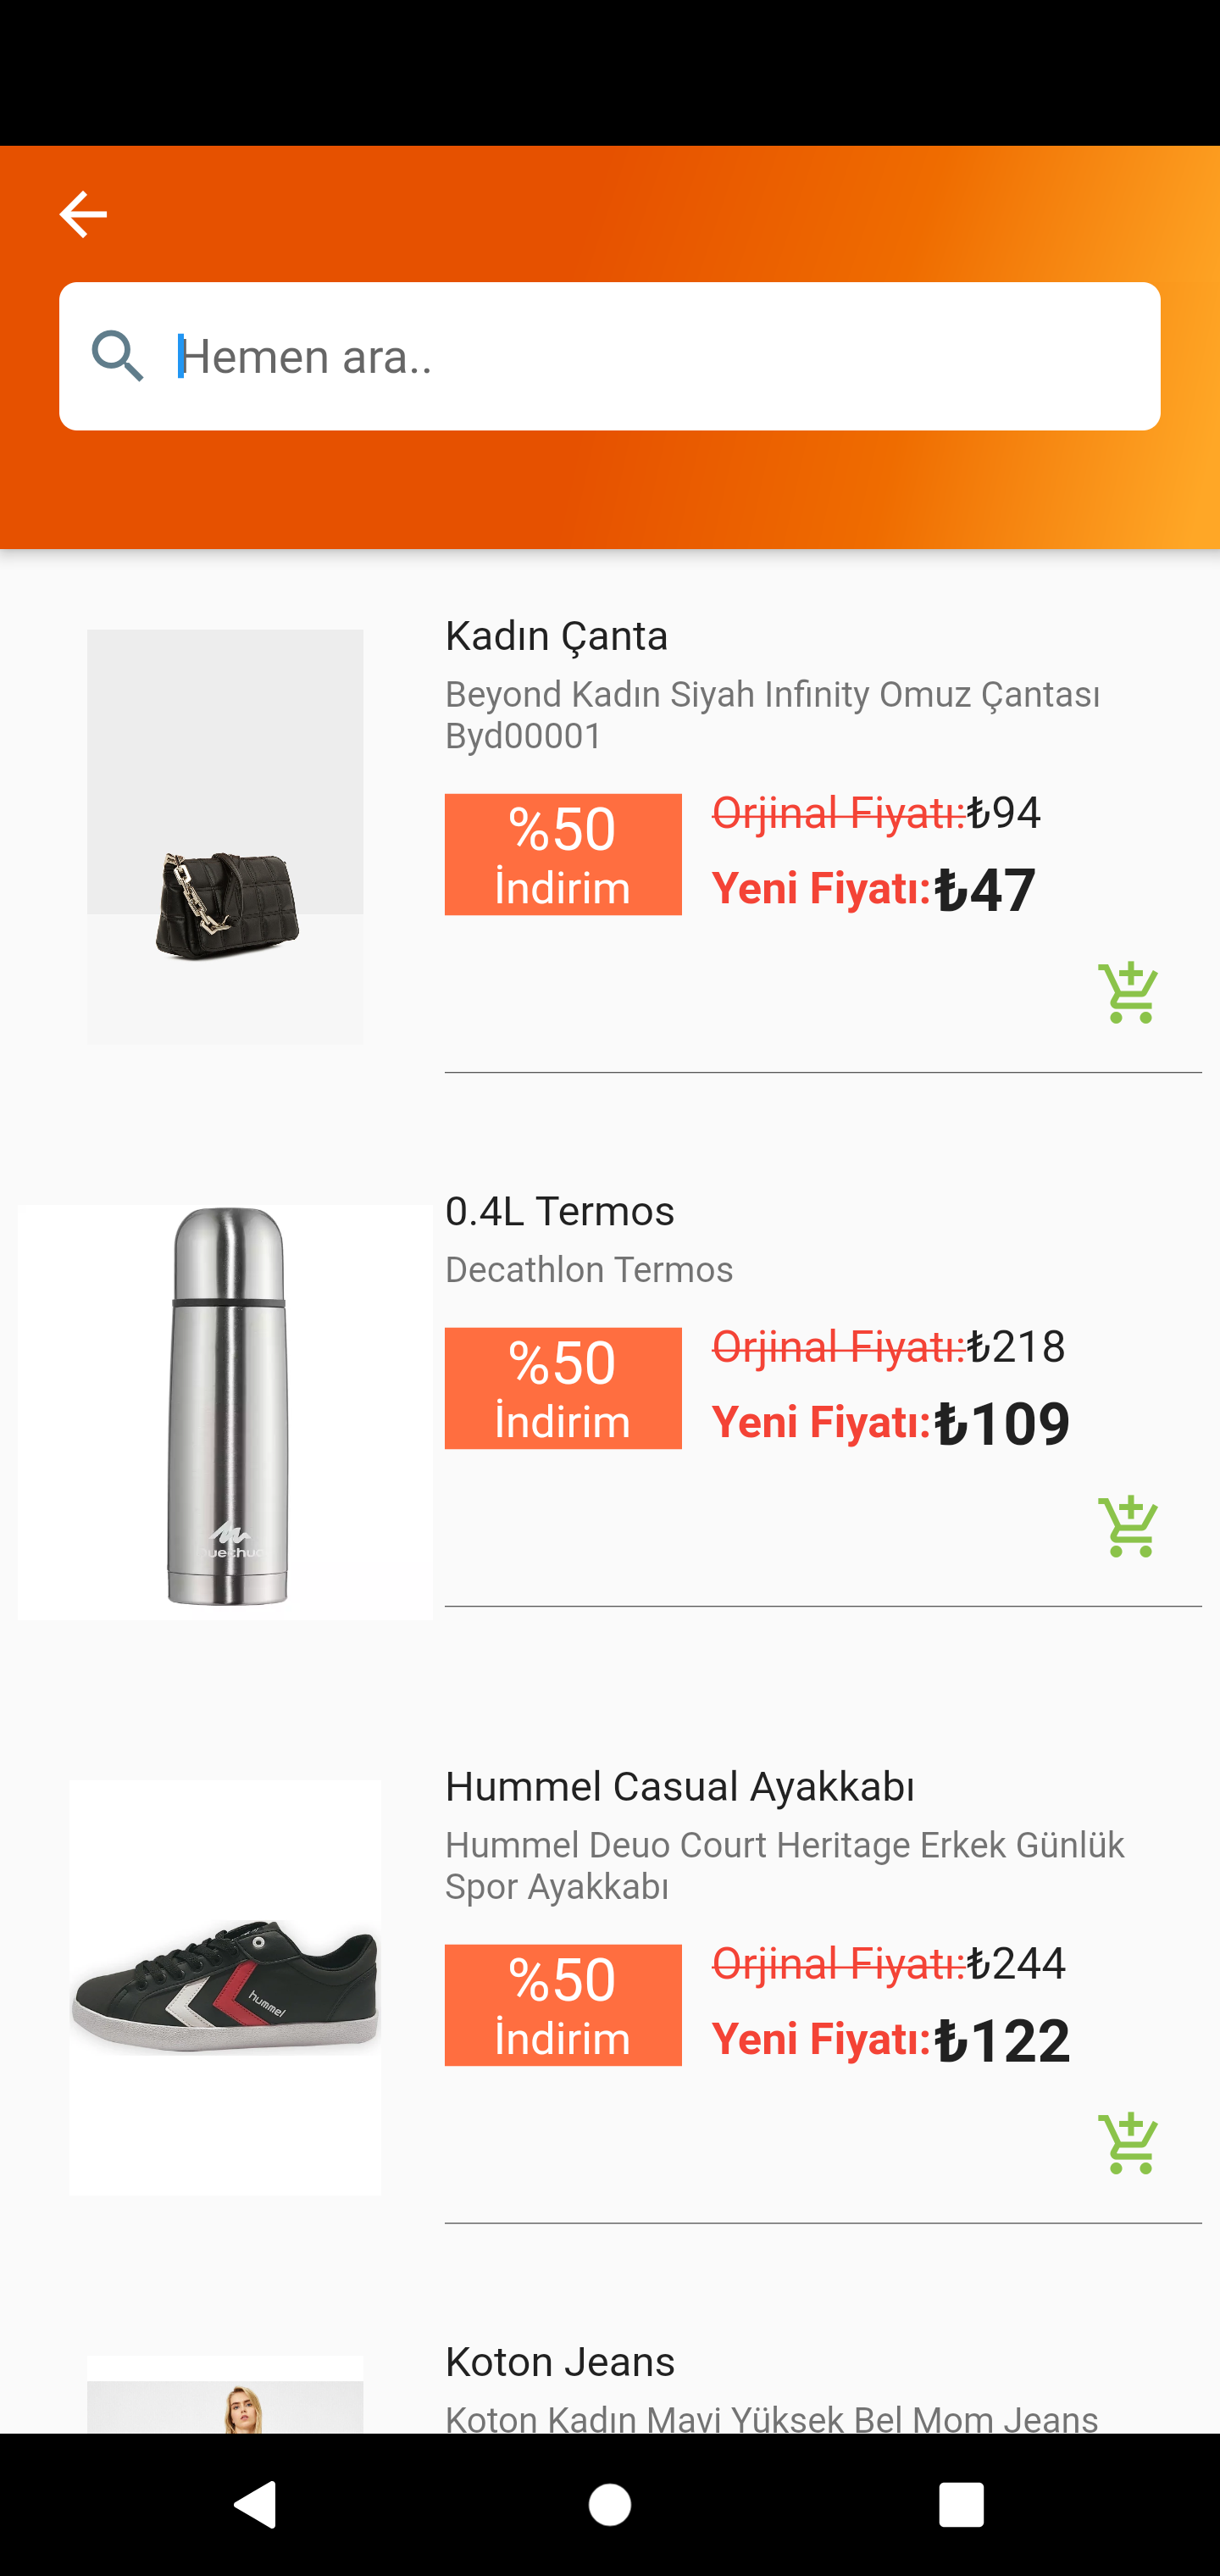 Hemen ara..
Kadın Çanta
Beyond Kadın Siyah Infinity Omuz Çantası
Byd00001
%50
İndirim
Orjinal Fiyatı:₺94
Yeni Fiyatı:₺47
0.4L Termos
Decathlon Termos
%50
İndirim
Orjinal Fiyatı:₺218
Yeni Fiyatı:₺109
Hummel Casual Ayakkabı
Hummel Deuo Court Heritage Erkek Günlük
Spor Ayakkabı
hummel
%50
İndirim
Orjinal Fiyatı:₺244
Yeni Fiyatı:₺122
Koton Jeans
Koton Kadın Mavi Yüksek Bel Mom Jeans